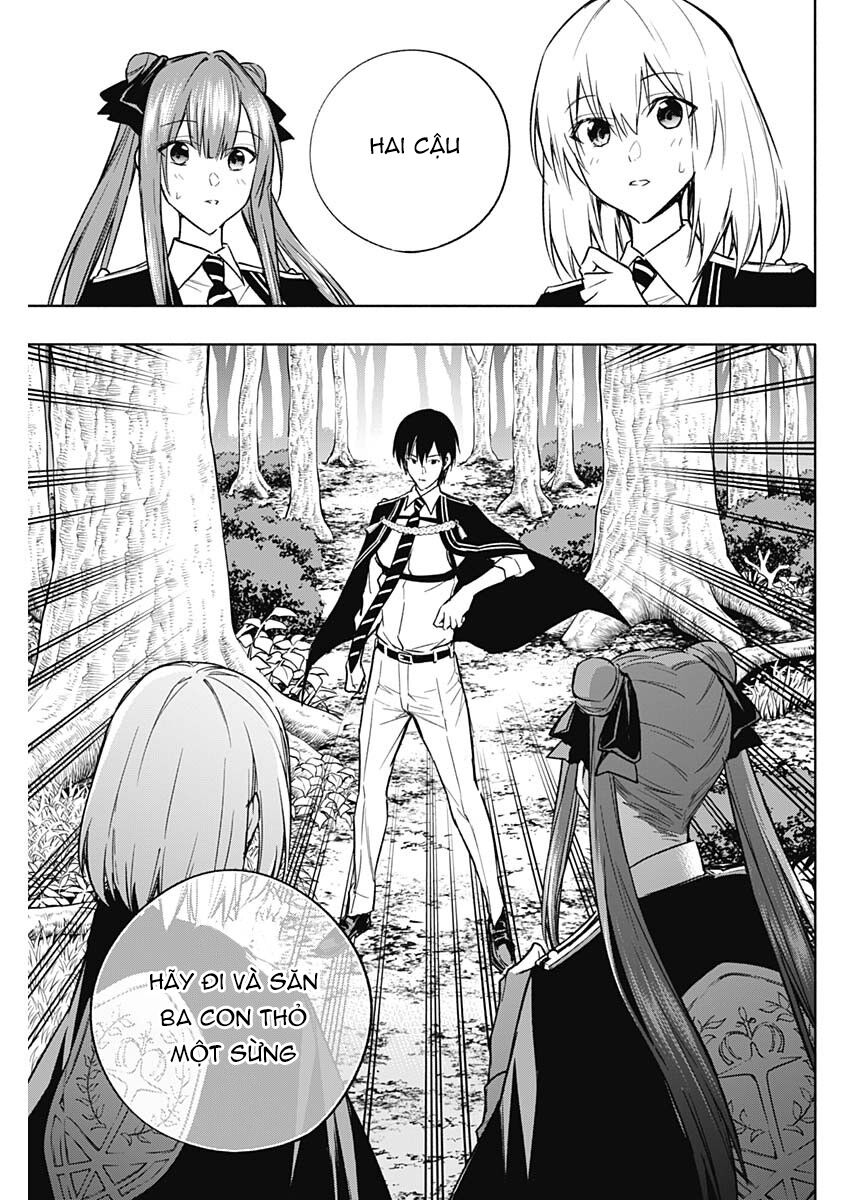 HAI CẬU
HÃY ĐI VÀ SĂN
BA CON THỎ
MỘT SỪNG